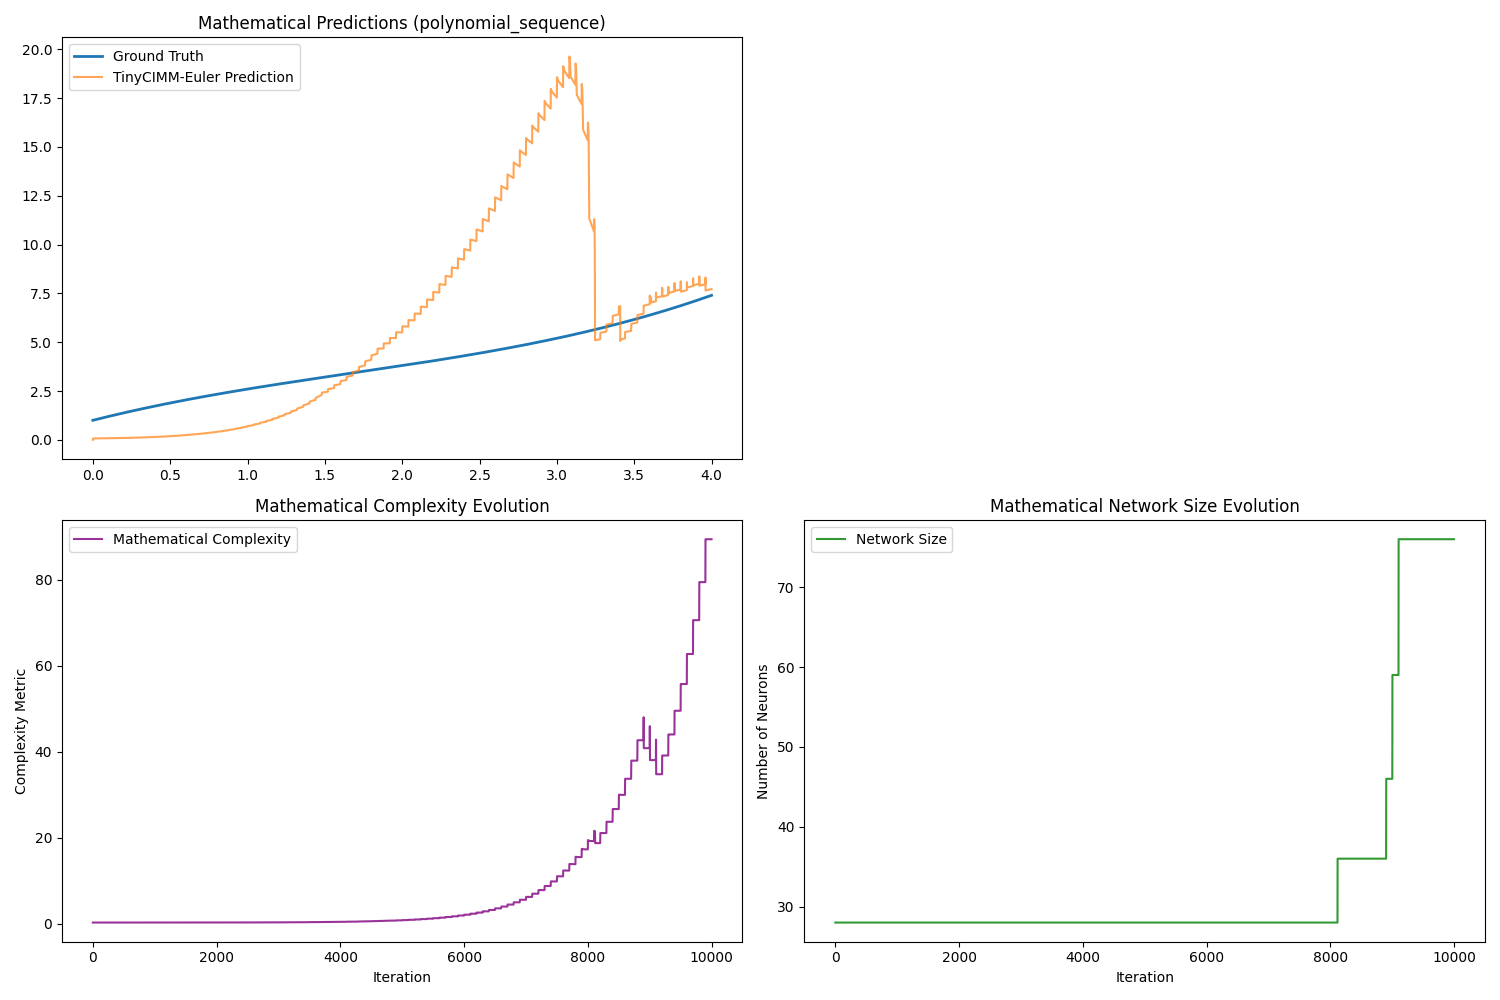 Mathematical Predictions (polynomial_sequence)
Ground Truth
TinyCIMM-Euler Prediction
20.0
17.5
15.0
12.5
10.0
7.5
5.0
2.5
0.0
0.0 0.5 1.0 1.5 2.0 2.5 3.0 3.5 4.0
Mathematical Complexity Evolution
Mathematical Complexity
Complexity Metric
80
60
40
20
0
0 2000 4000 6000 8000 10000
Iteration
Mathematical Network Size Evolution
Network Size
Number of Neurons
70
60
50
40
30
0 2000 4000 6000 8000 10000
Iteration